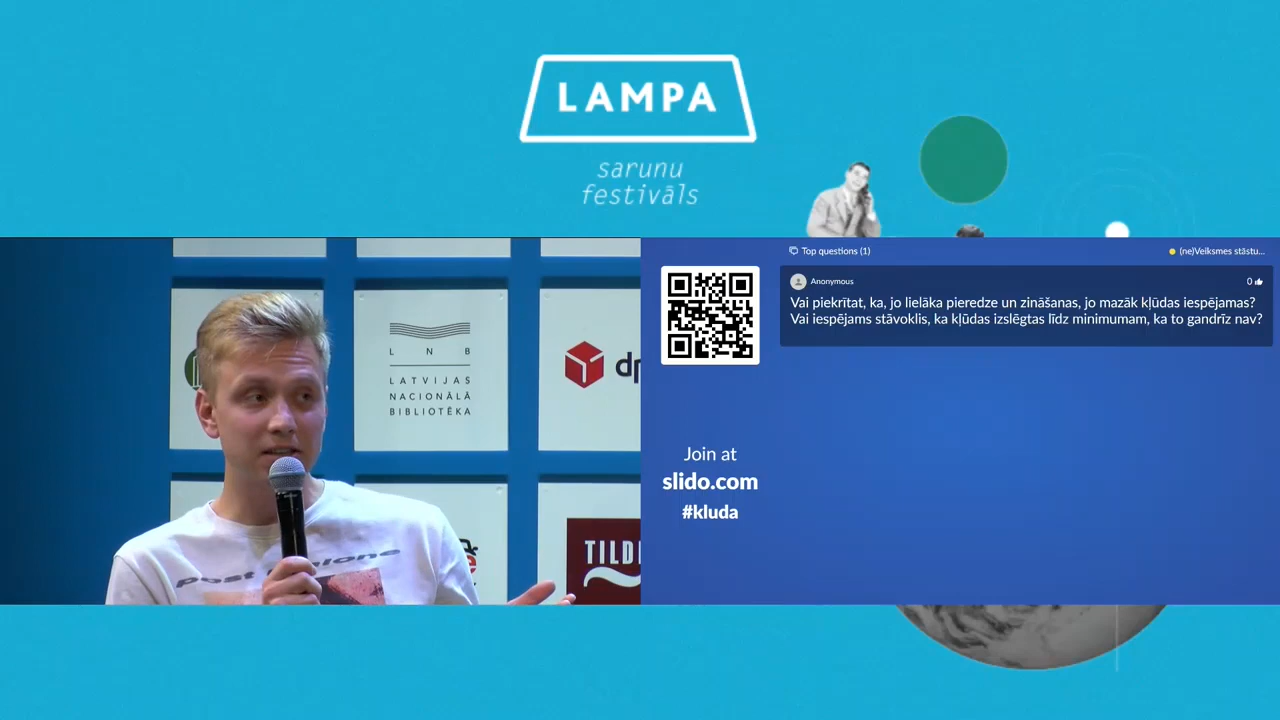 LAMPA
sarunu
festivāls
L N B
LATVIJAS
NACIONĀLĀ
BIBLIOTĒKA
post malone
Top questions (1)
(ne)Veiksmes stāstu...
Anonymous
0
Vai piekrītat, ka, jo lielāka pieredze un zināšanas, jo mazāk kļūdas iespējamas?
Vai iespējams stāvoklis, ka kļūdas izslēgtas līdz minimumam, ka to gandrīz nav?
Join at
slido.com
#kluda